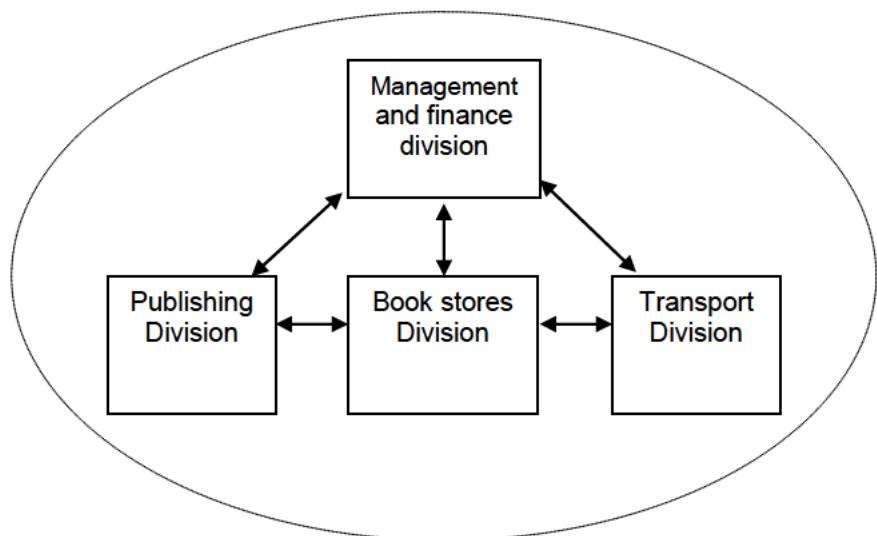 Management
and finance
division
Publishing
Division
Book stores
Division
Transport
Division